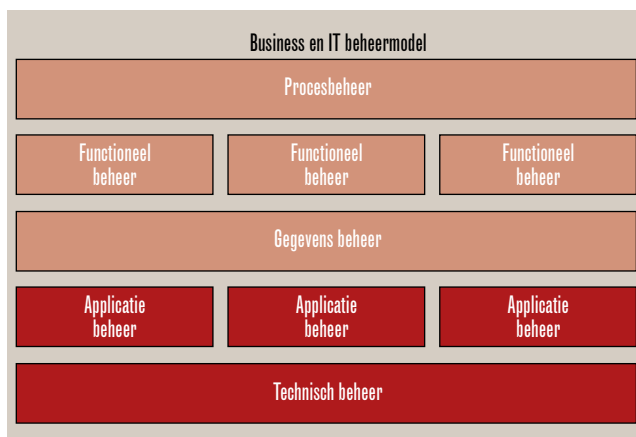 Business en IT beheermodel
Procesbeheer
Functioneel
beheer
Functioneel
beheer
Functioneel
beheer
Gegevens beheer
Applicatie
beheer
Applicatie
beheer
Applicatie
beheer
Technisch beheer